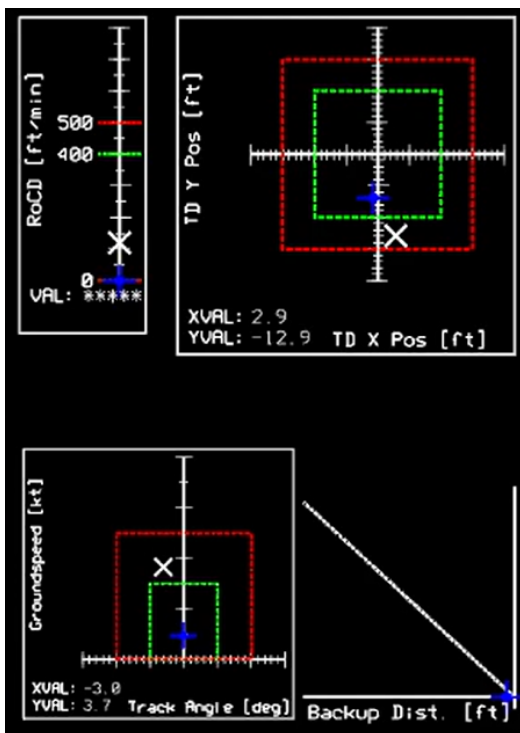 RoCD [ft/min]
500
400
0
VAL: *****
TD Y Pos [ft]
XVAL: 2.9
YVAL: -12.9
TD X Pos [ft]
Groundspeed [kt]
XVAL: -3.0
YVAL: 3.7
Track Angle [deg]
Backup Dist. [ft]